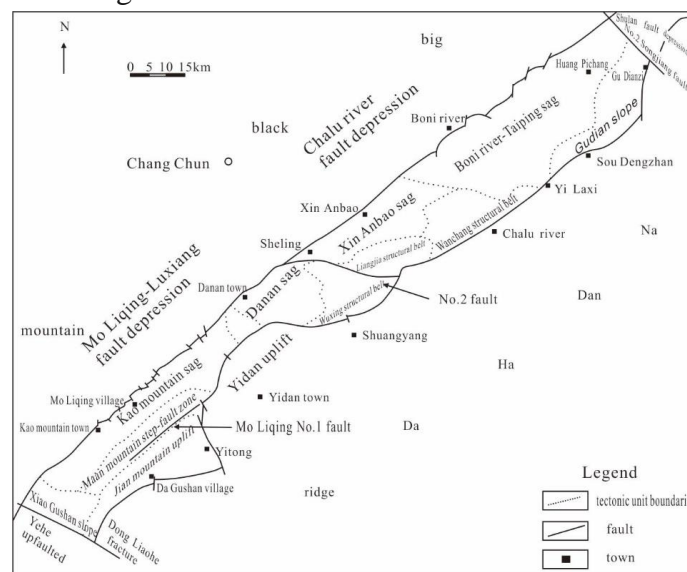 N
0 5 10 15km
big
black
mountain
Chang Chun
Chalu river
fault depression
Mo Liqing-Luxiang
fault depression
Shulan fault depression
No.2 Songliang fault
Huang Pichang
Gu Dianzi
Boni river
Boni river-Taiping sag
Gudian slope
Sou Dengzhan
Yi Laxi
Xin Anbao
Xin Anbao sag
Wanchang structural belt
Chalu river
Na
Sheling
Liangjia structural belt
Danan town
Danan sag
Wuxing structural belt
No.2 fault
Dan
Shuangyang
Yidan uplift
Ha
Mo Liqing village
Kao mountain sag
Yidan town
Kao mountain town
Maan mountain step-fault zone
Mo Liqing No.1 fault
Da
Jian mountain uplift
Yitong
Da Gushan village
ridge
Xiao Gushan slope
Yehe
upfaulted
Dong Liaohe
fracture
Legend
tectonic unit boundari
fault
town